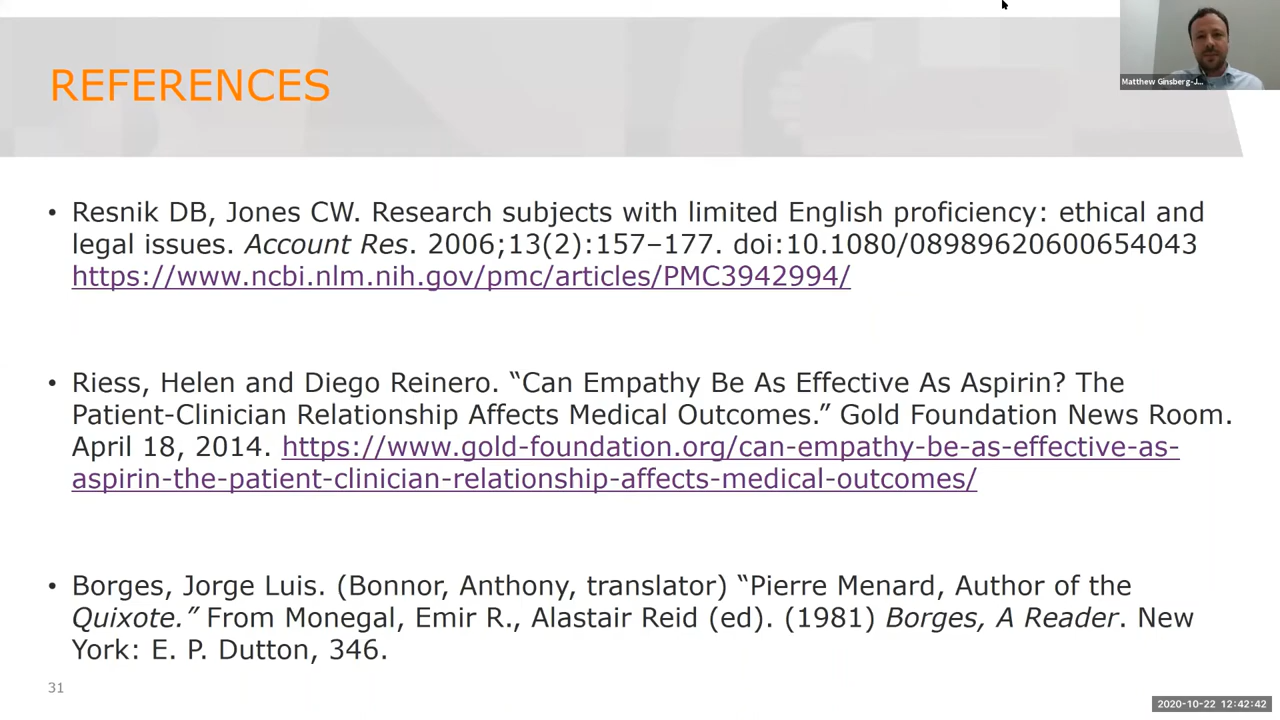 Matthew Ginsberg-J...
REFERENCES
• Resnik DB, Jones CW. Research subjects with limited English proficiency: ethical and
legal issues. Account Res. 2006;13(2):157–177. doi:10.1080/08989620600654043
https://www.ncbi.nlm.nih.gov/pmc/articles/PMC3942994/
• Riess, Helen and Diego Reinero. “Can Empathy Be As Effective As Aspirin? The
Patient-Clinician Relationship Affects Medical Outcomes.” Gold Foundation News Room.
April 18, 2014. https://www.gold-foundation.org/can-empathy-be-as-effective-as-
aspirin-the-patient-clinician-relationship-affects-medical-outcomes/
• Borges, Jorge Luis. (Bonnor, Anthony, translator) “Pierre Menard, Author of the
Quixote.” From Monegal, Emir R., Alastair Reid (ed). (1981) Borges, A Reader. New
York: E. P. Dutton, 346.
31
2020-10-22 12:42:42